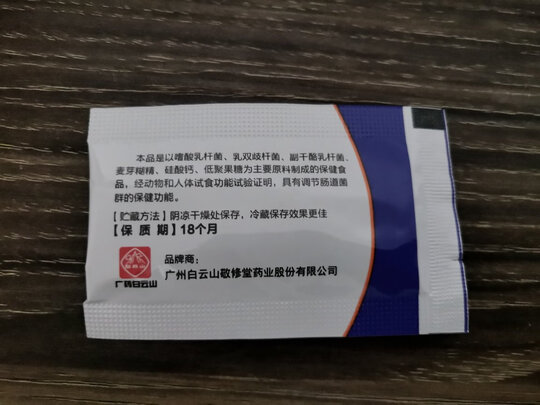 本品是以嗜酸乳杆菌、乳双歧杆菌、副干酪乳杆菌、
麦芽糊精、硅酸钙、低聚果糖为主要原料制成的保健食
品，经动物和人体试食功能试验证明，具有调节肠道菌
群的保健功能。
【贮藏方法】阴凉干燥处保存，冷藏保存效果更佳
【保 质 期】18个月
品牌商：
广州白云山敬修堂药业股份有限公司
广药白云山